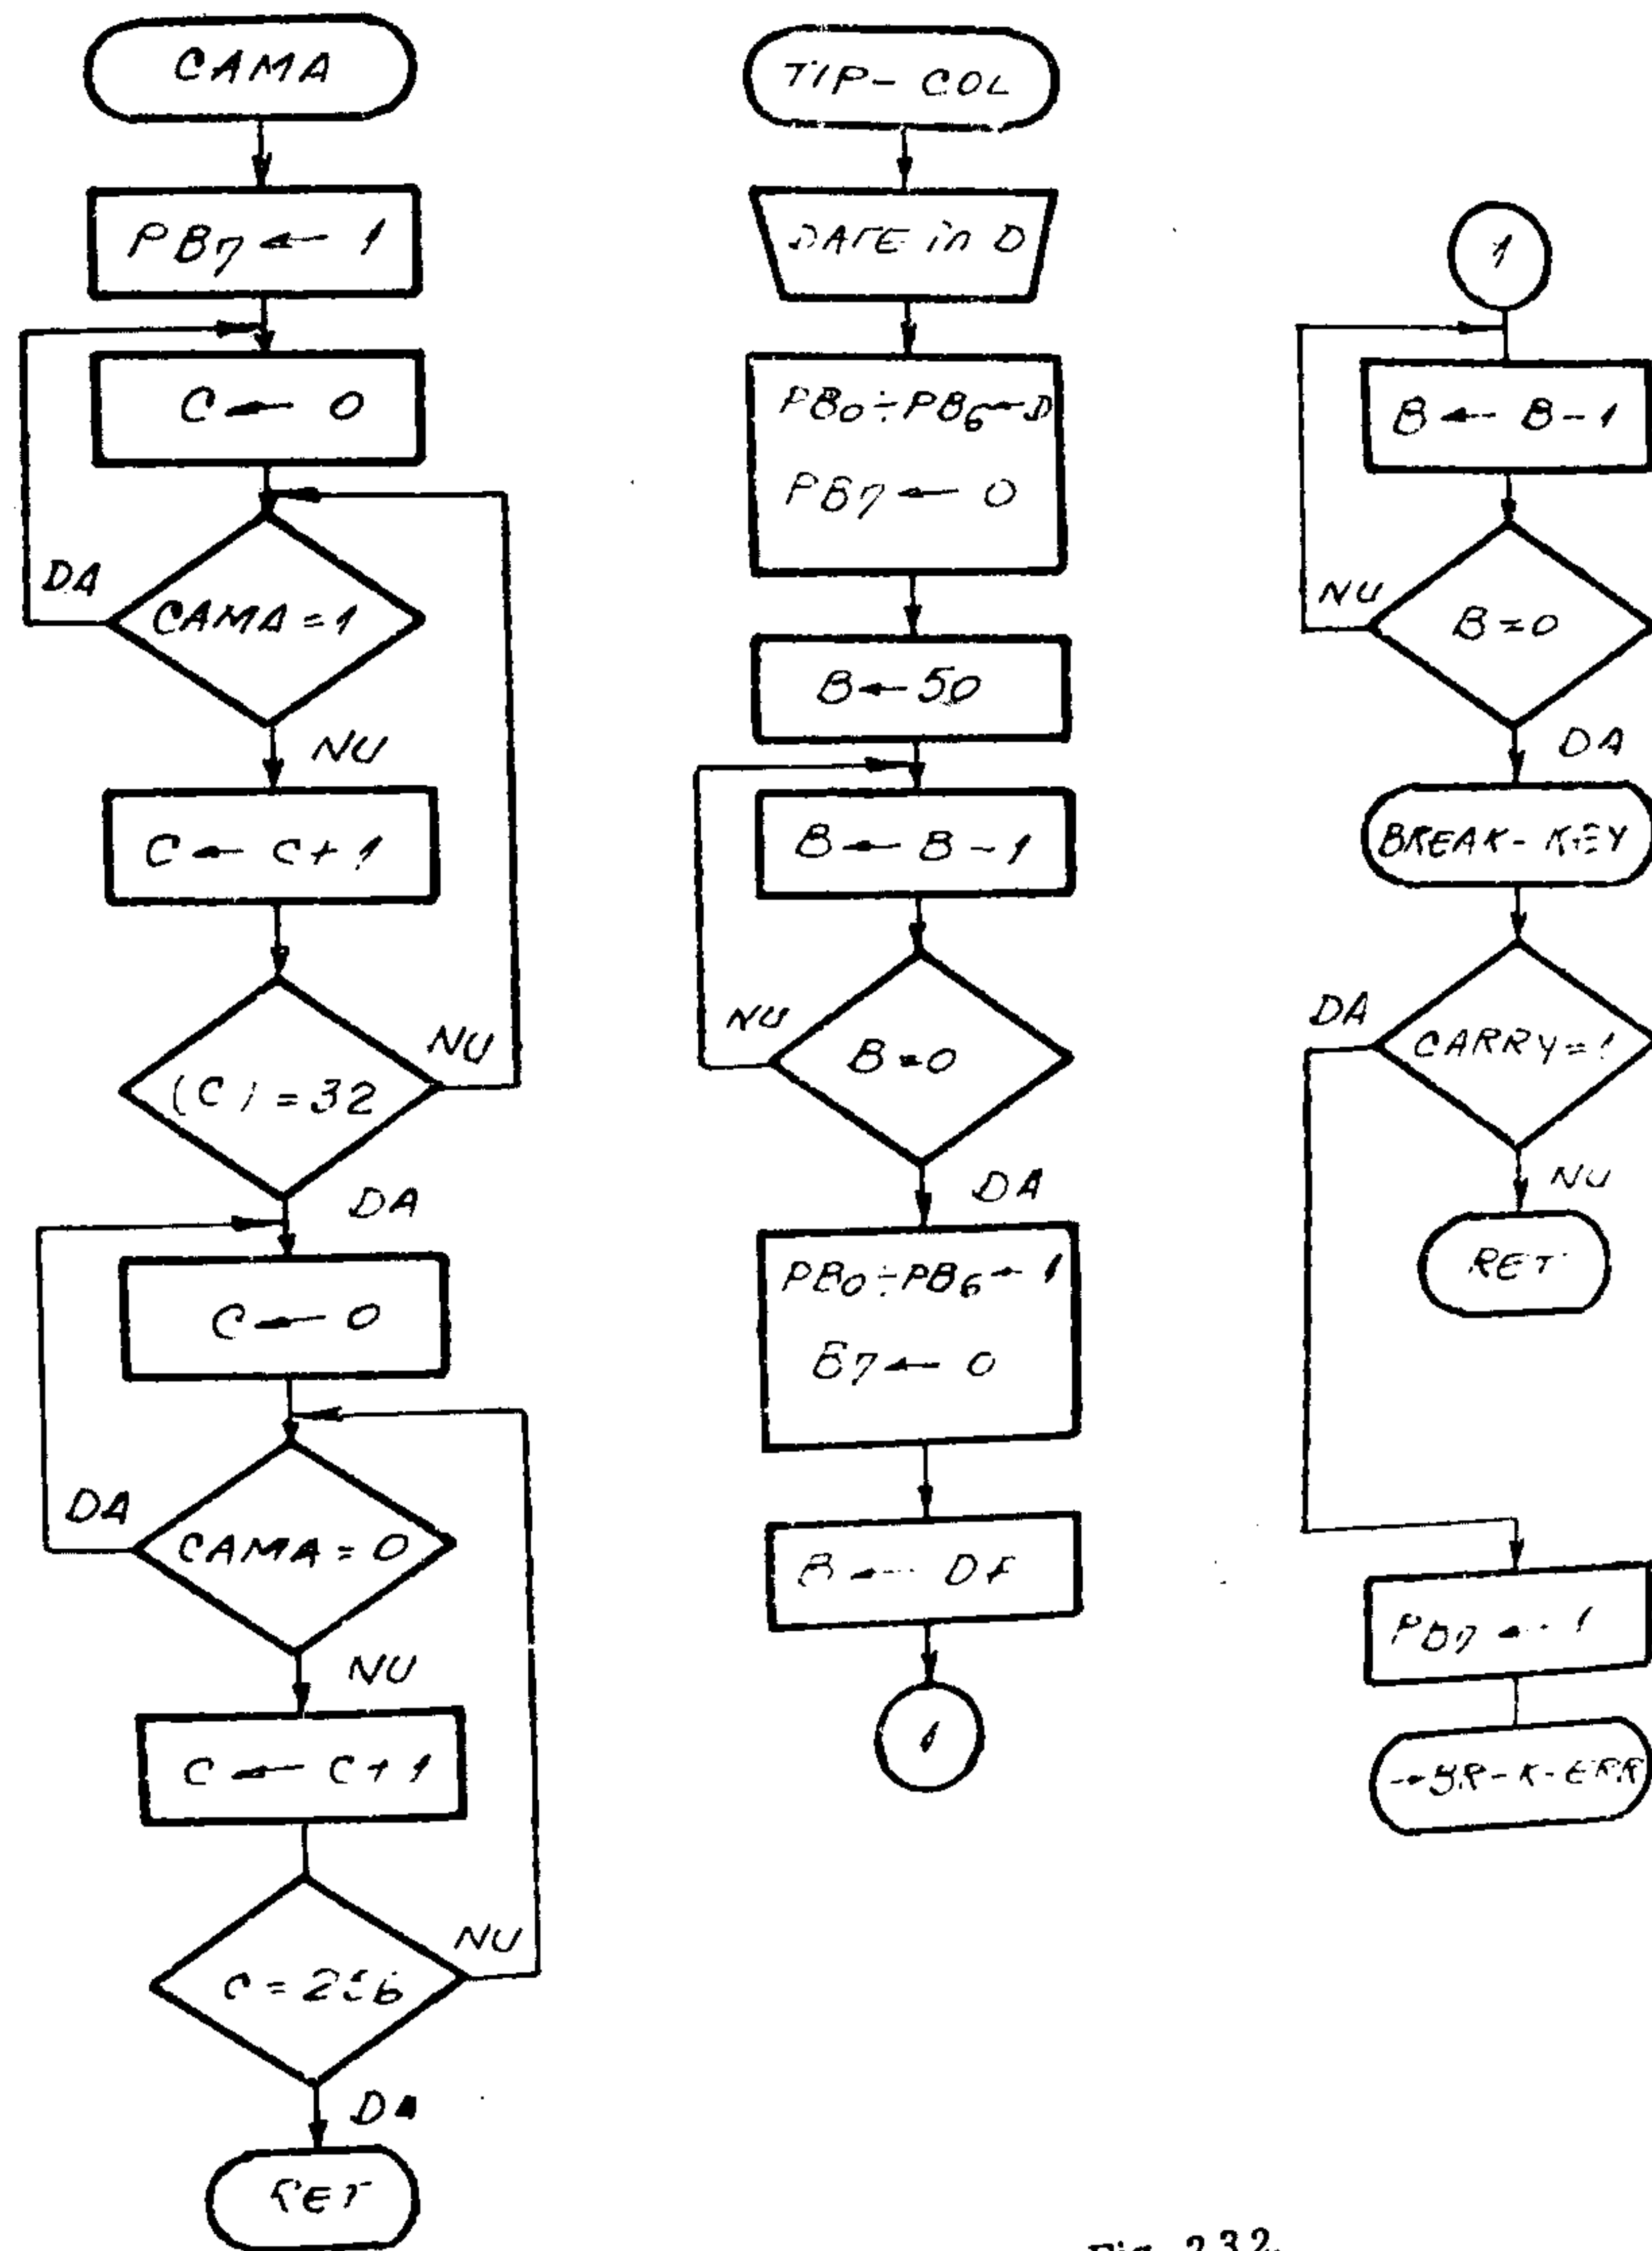 CAMA
PB7 ← 1
C ← 0
CAMA = 1
DA
NU
C ← C + 1
(C) = 32
NU
DA
C ← 0
CAMA = 0
DA
NU
C ← C + 1
C = 256
NU
DA
RET
TIP - COL
DATE in D
PB0 ÷ PB6 ← D
PB7 ← 0
B ← 50
B ← B - 1
B = 0
NU
DA
PB0 ÷ PB6 ← 1
B7 ← 0
B ← DF
1
1
B ← B - 1
B = 0
NU
DA
BREAK - KEY
CARRY = !
DA
NU
RET
PB7 ← 1
→ BR - K - ERR
Fig. 2.3.2.